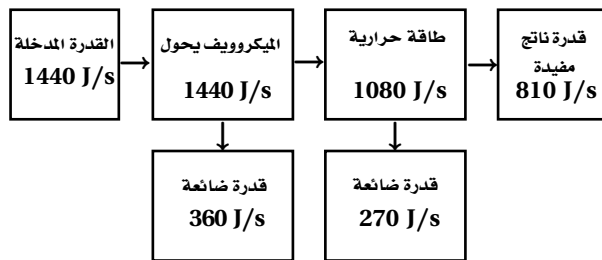 القدرة المدخلة
1440 J/s
الميكروويف يحول
1440 J/s
طاقة حرارية
1080 J/s
قدرة ناتج
مفيدة
810 J/s
قدرة ضائعة
360 J/s
قدرة ضائعة
270 J/s